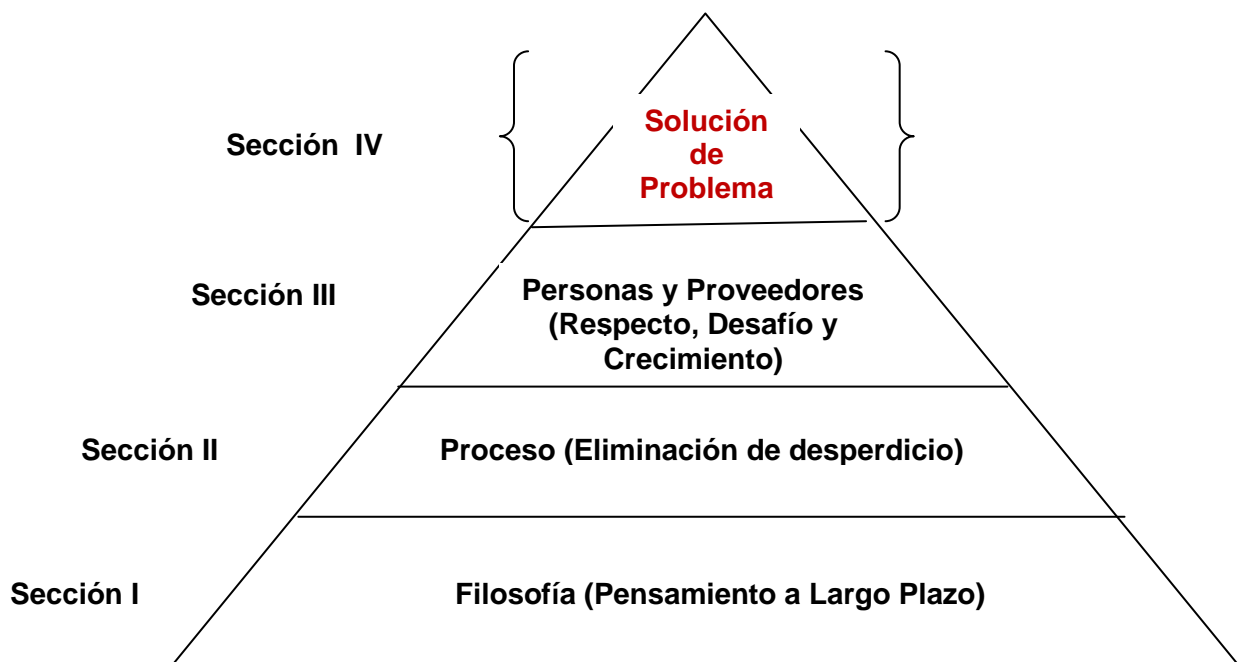 Sección IV
Solución
de
Problema
Sección III
Personas y Proveedores
(Respecto, Desafío y
Crecimiento)
Sección II
Proceso (Eliminación de desperdicio)
Sección I
Filosofía (Pensamiento a Largo Plazo)